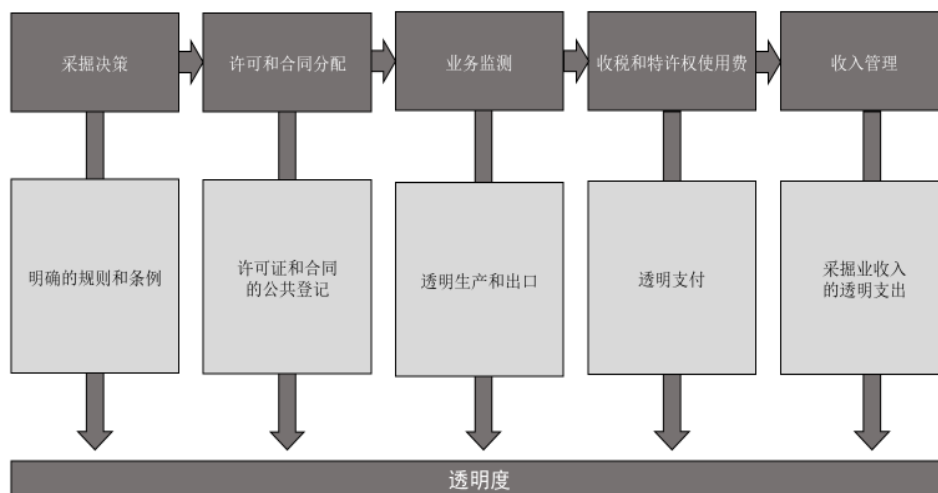 采掘决策
许可和合同分配
业务监测
收税和特许权使用费
收入管理
明确的规则和条例
许可证和合同
的公共登记
透明生产和出口
透明支付
采掘业收入
的透明支出
透明度